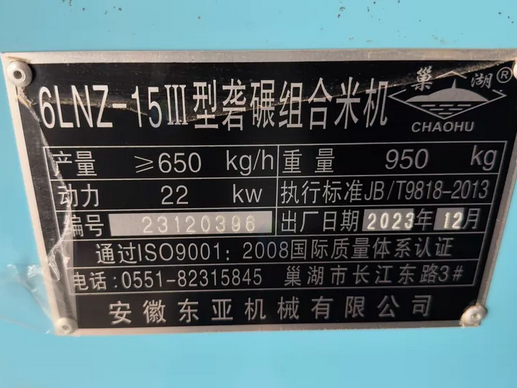 6LNZ-15Ⅲ型砻碾组合米机
巢湖®
CHAOHU
产量 ≥650 kg/h 重量 950 kg
动力 22 kw 执行标准JB/T9818-2013
编号 23120396 出厂日期 2023年12月
通过ISO9001: 2008国际质量体系认证
电话:0551-82315845 巢湖市长江东路3#
安徽东亚机械有限公司